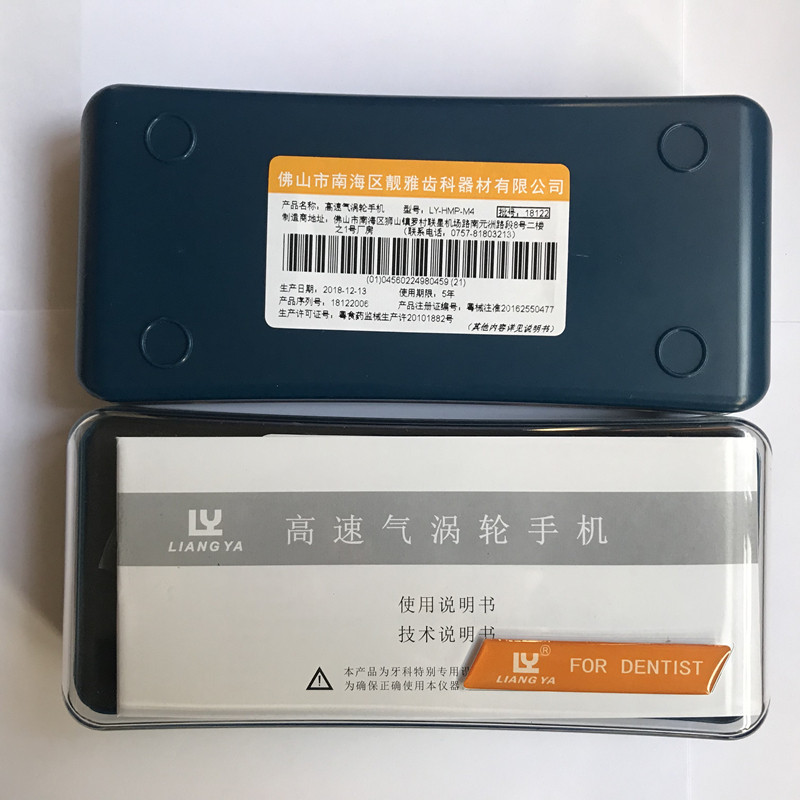 佛山市南海区靓雅齿科器材有限公司
产品名称：高速气涡轮手机 型号：LY-HMP-M4 批号：18122
制造商地址：佛山市南海区狮山镇罗村联星机场路南元洲路段8号二楼
之1号厂房 （联系电话：0757-81803213）
(01)04560224980459 (21)
生产日期：2018-12-13 使用期限：5年
产品序列号：18122006 产品注册证编号：粤械注准20162550477
生产许可证号：粤食药监械生产许20101882号
（其他内容详见说明书）
LY
LIANGYA
高速气涡轮手机
使用说明书
技术说明书
本产品为牙科特别专用设
为确保正确使用本仪器
LY®
LIANGYA
FOR DENTIST